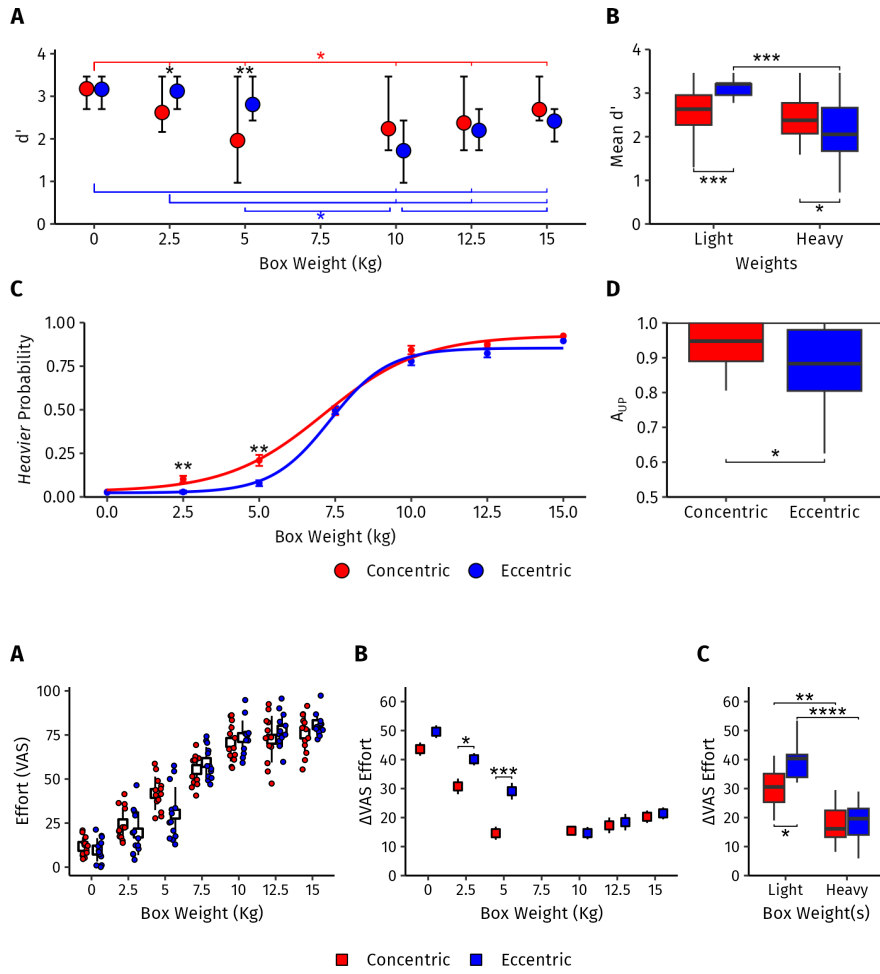 A
B
4
3
2
1
0
d'
*
*
**
*
0
2.5
5
7.5
10
12.5
15
Box Weight (Kg)
4
3
2
1
0
Mean d'
***
***
*
Light
Heavy
Weights
C
D
1.00
0.75
0.50
0.25
0.00
Heavier Probability
**
**
0.0
2.5
5.0
7.5
10.0
12.5
15.0
Box Weight (kg)
1.0
0.9
0.8
0.7
0.6
0.5
AUP
*
Concentric
Eccentric
Concentric
Eccentric
A
B
C
100
75
50
25
0
Effort (VAS)
0
2.5
5
7.5
10
12.5
15
Box Weight (Kg)
60
50
40
30
20
10
0
ΔVAS Effort
*
***
0
2.5
5
7.5
10
12.5
15
Box Weight (Kg)
60
50
40
30
20
10
0
ΔVAS Effort
**
****
*
Light
Heavy
Box Weight(s)
Concentric
Eccentric